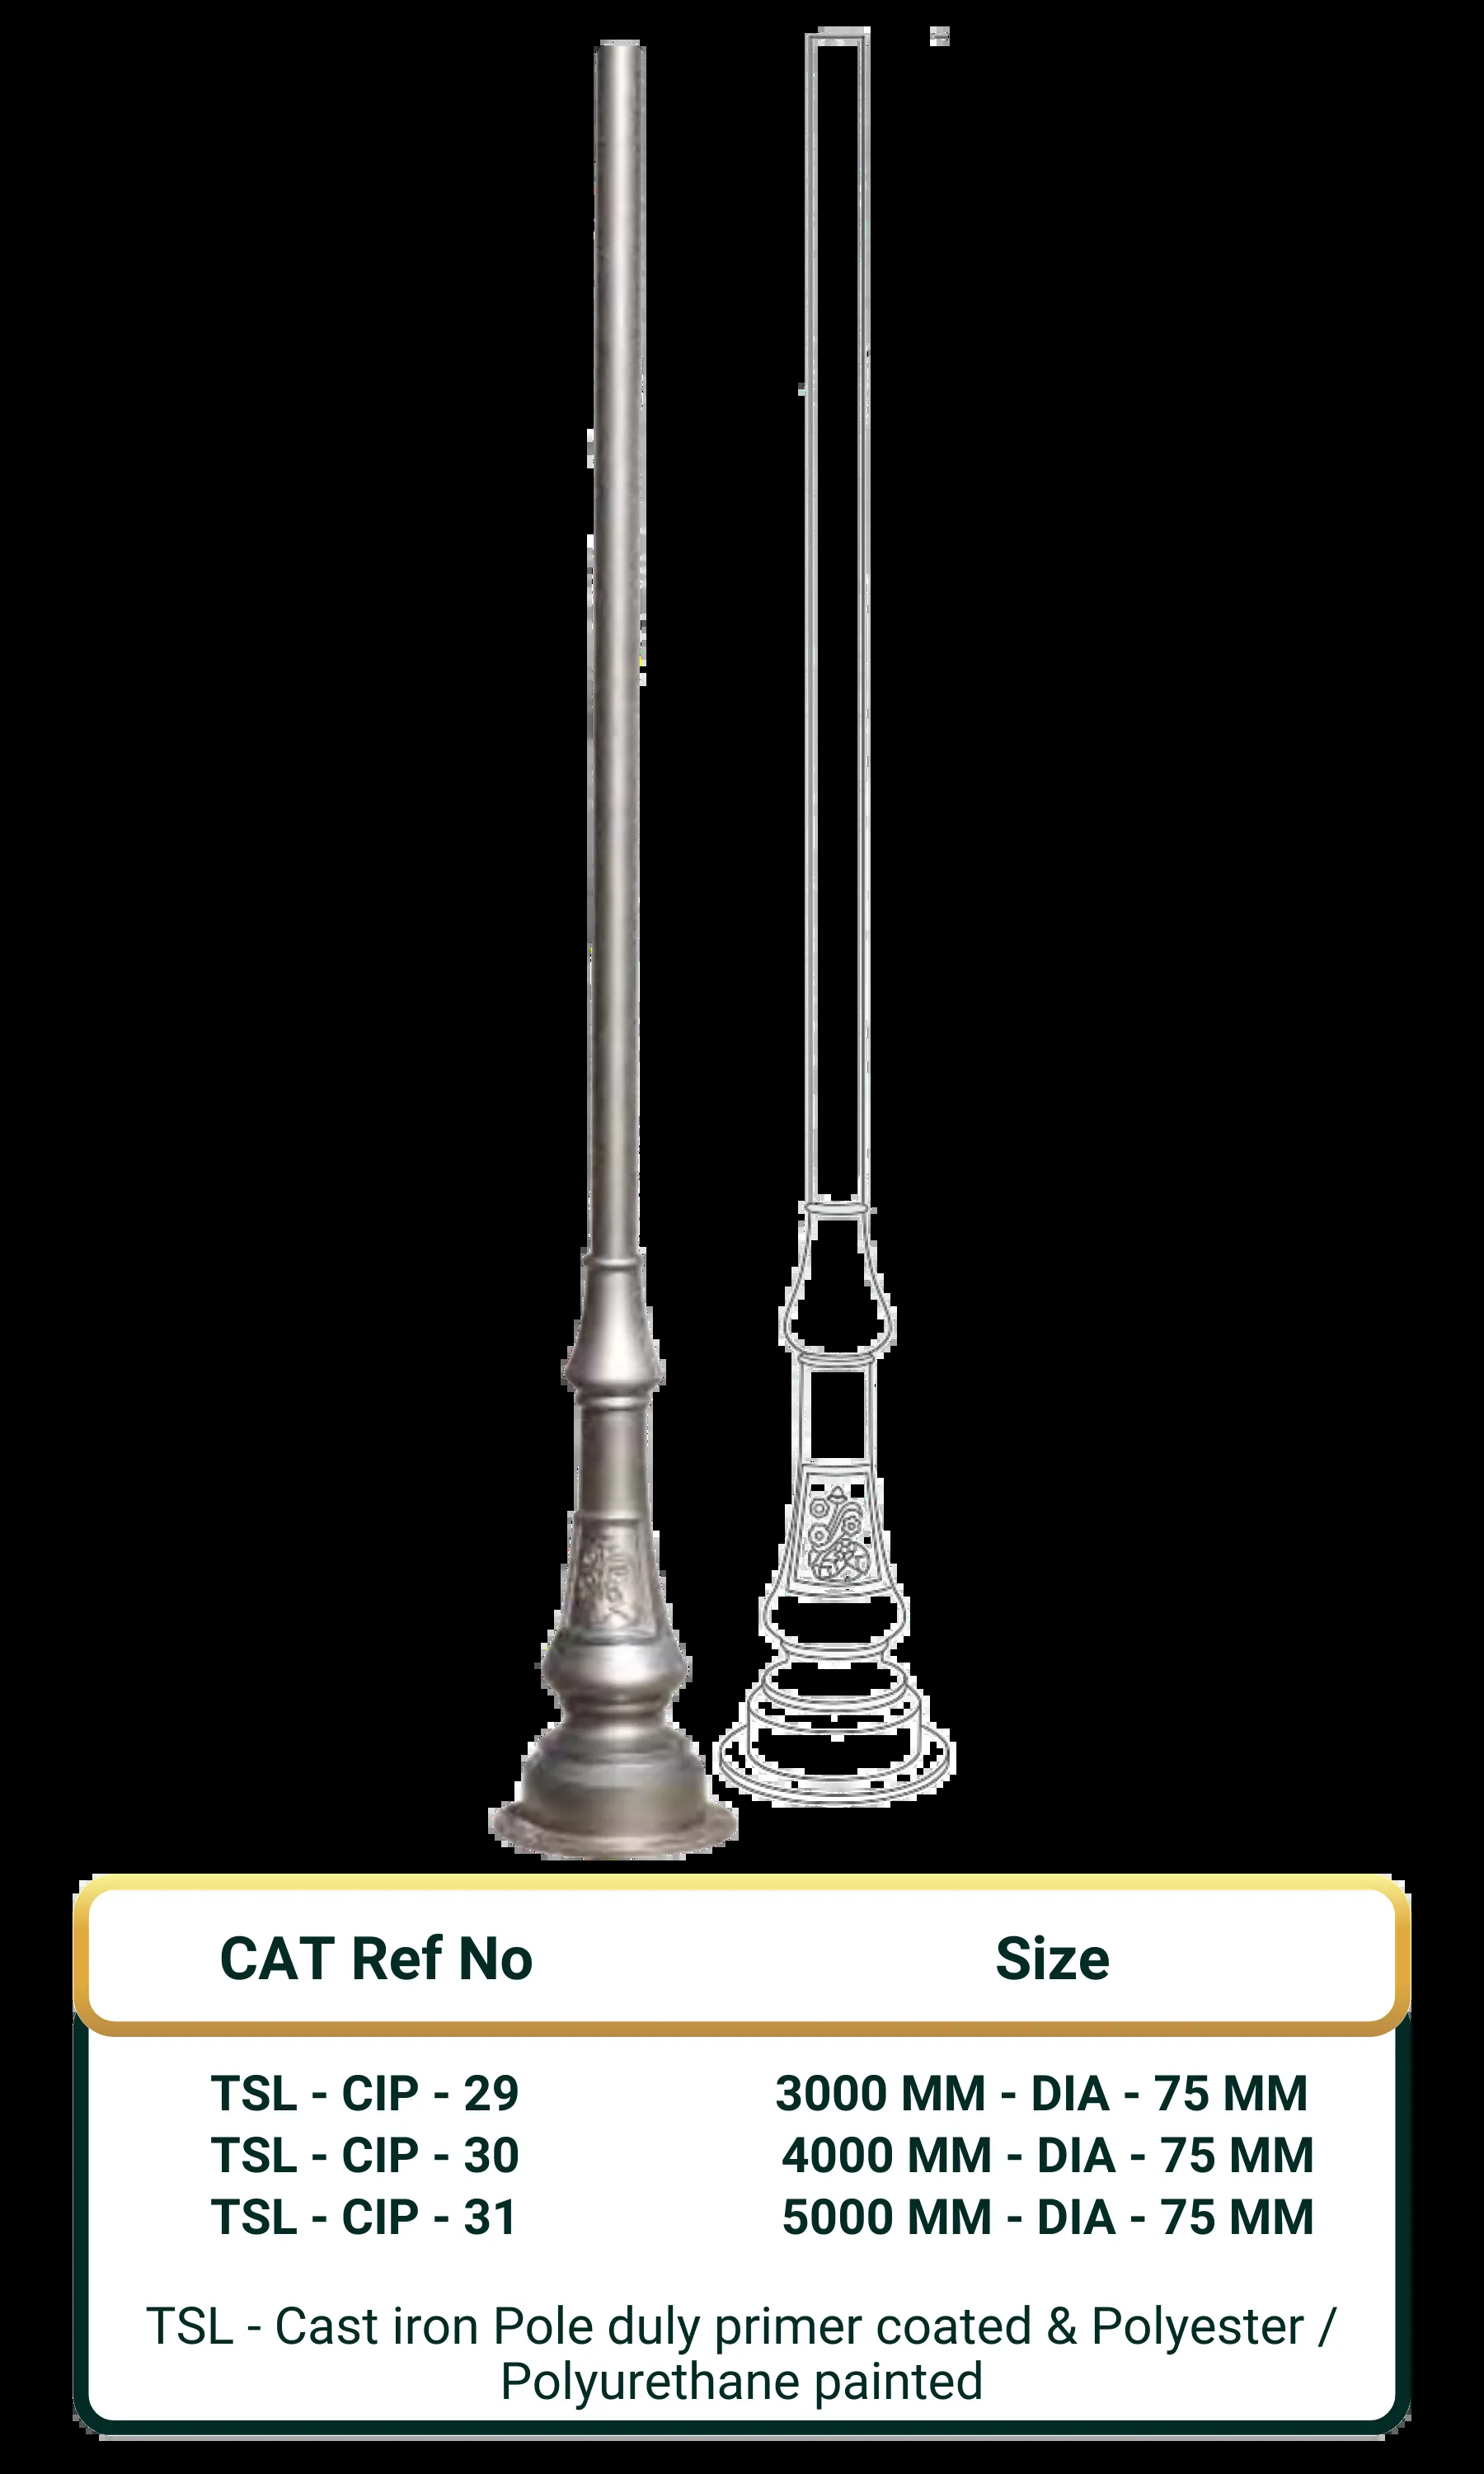 CAT Ref No Size
TSL - CIP - 29 3000 MM - DIA - 75 MM
TSL - CIP - 30 4000 MM - DIA - 75 MM
TSL - CIP - 31 5000 MM - DIA - 75 MM
TSL - Cast iron Pole duly primer coated & Polyester /
Polyurethane painted